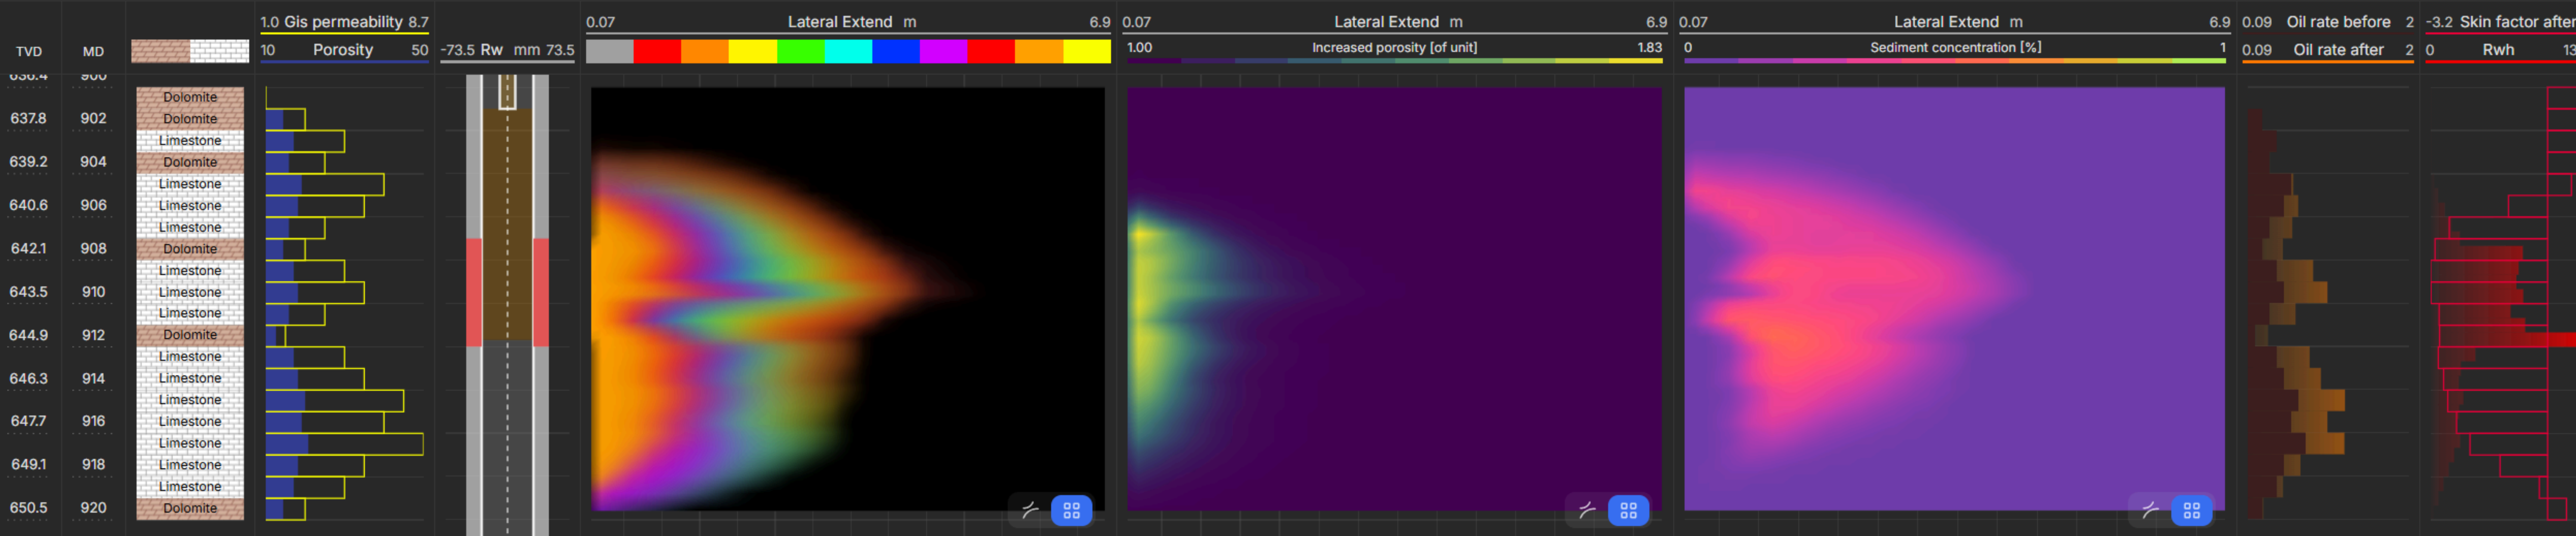 TVD
MD
1.0 Gis permeability 8.7
10 Porosity 50
-73.5 Rw mm 73.5
0.07 Lateral Extend m 6.9
0.07 Lateral Extend m 6.9
1.00 Increased porosity [of unit] 1.83
0.07 Lateral Extend m 6.9
0 Sediment concentration [%] 1
0.09 Oil rate before 2
0.09 Oil rate after 2
-3.2 Skin factor after
0 Rwh 13
636.4 900
Dolomite
637.8 902 Dolomite
Limestone
639.2 904 Dolomite
Limestone
640.6 906 Limestone
Limestone
642.1 908 Dolomite
Limestone
643.5 910 Limestone
Limestone
644.9 912 Dolomite
Limestone
646.3 914 Limestone
Limestone
647.7 916 Limestone
Limestone
649.1 918 Limestone
Limestone
650.5 920 Dolomite